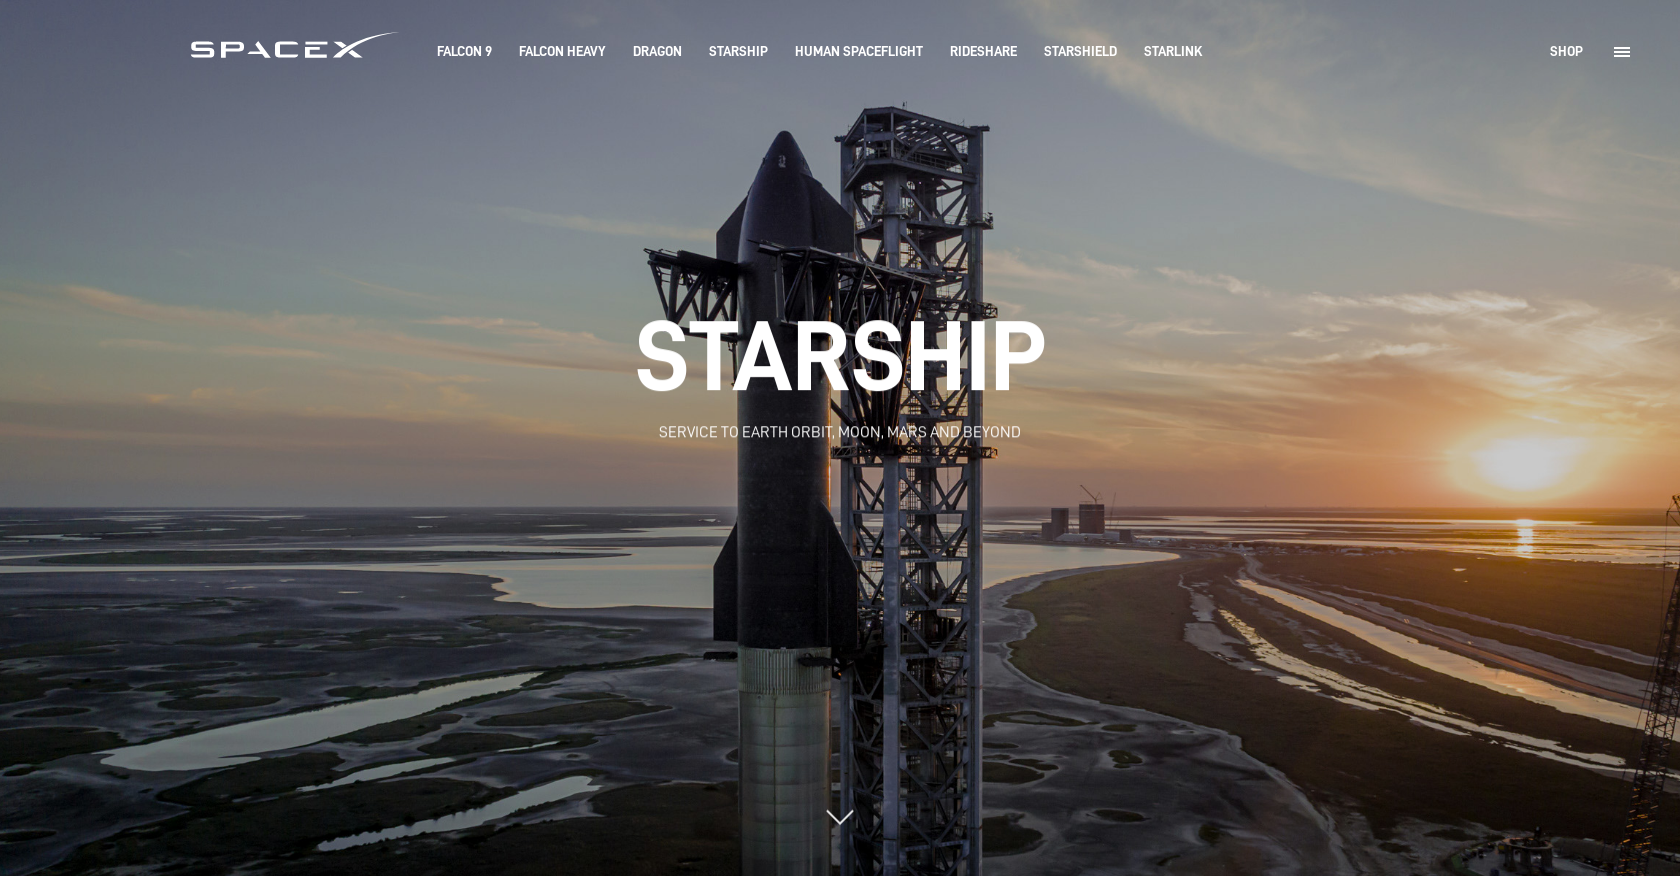 SPACEX FALCON 9 FALCON HEAVY DRAGON STARSHIP HUMAN SPACEFLIGHT RIDESHARE STARSHIELD STARLINK SHOP
STARSHIP
SERVICE TO EARTH ORBIT, MOON, MARS AND BEYOND